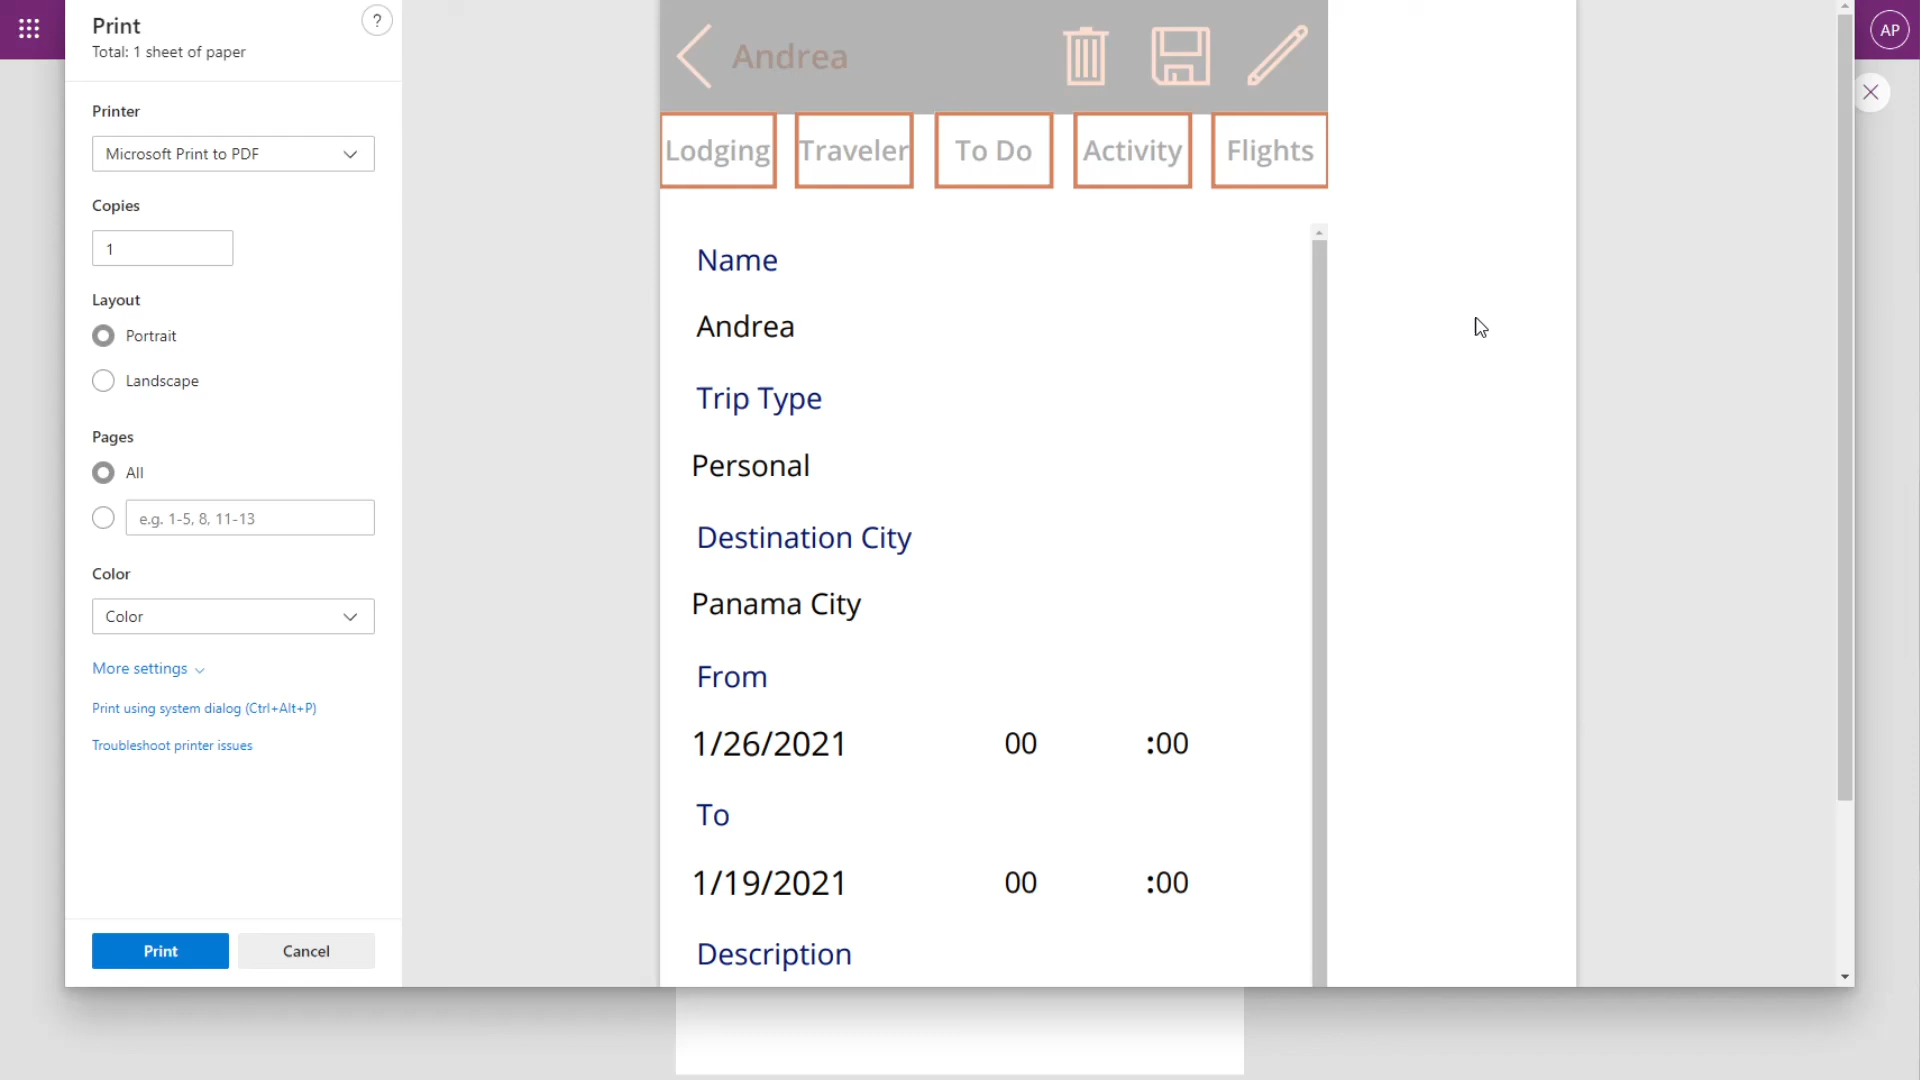 Print
?
Total: 1 sheet of paper
Printer
Microsoft Print to PDF
Copies
1
Layout
Portrait
Landscape
Pages
All
e.g. 1-5, 8, 11-13
Color
Color
More settings
Print using system dialog (Ctrl+Alt+P)
Troubleshoot printer issues
Print Cancel
Andrea
Lodging Traveler To Do Activity Flights
Name
Andrea
Trip Type
Personal
Destination City
Panama City
From
1/26/2021 00 :00
To
1/19/2021 00 :00
Description
AP